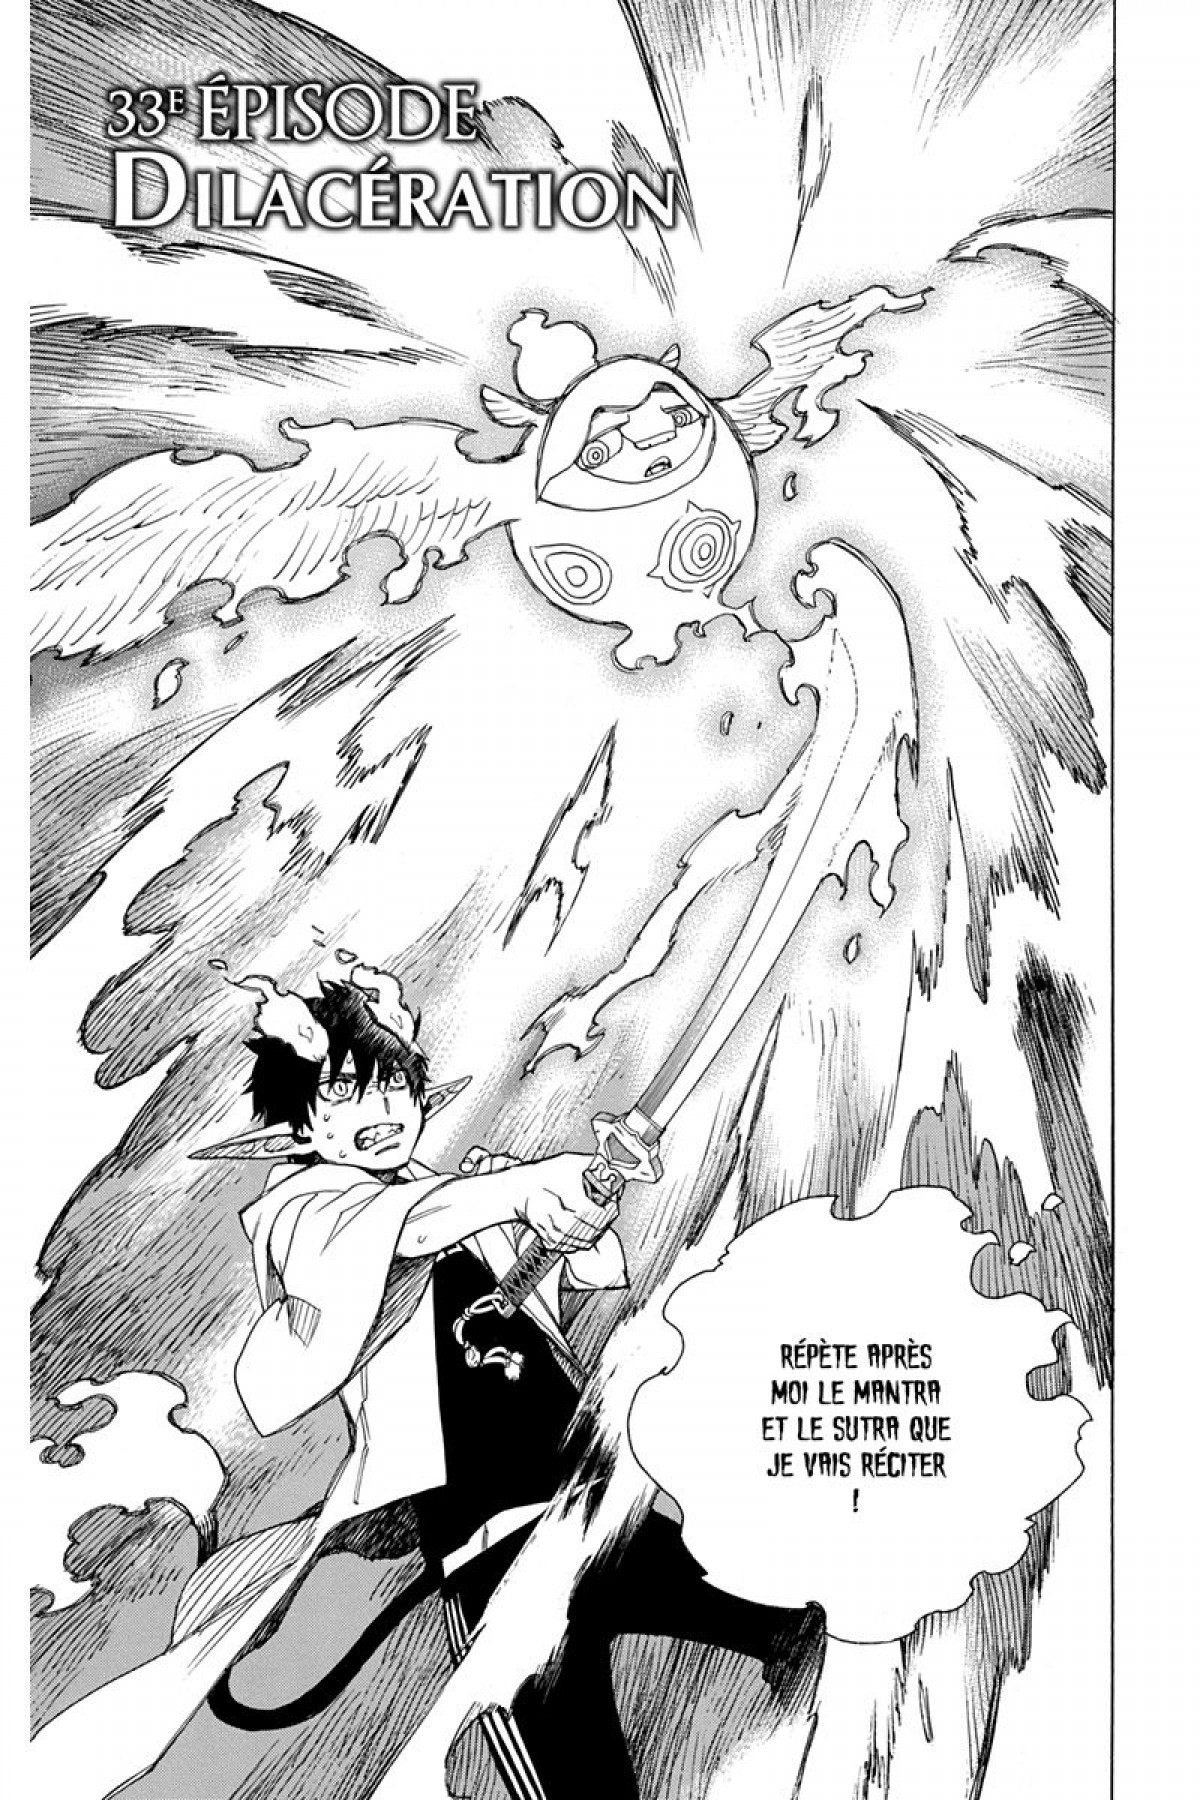 33E ÉPISODE
DILACÉRATION
RÉPÈTE APRÈS
MOI LE MANTRA
ET LE SUTRA QUE
JE VAIS RÉCITER
!